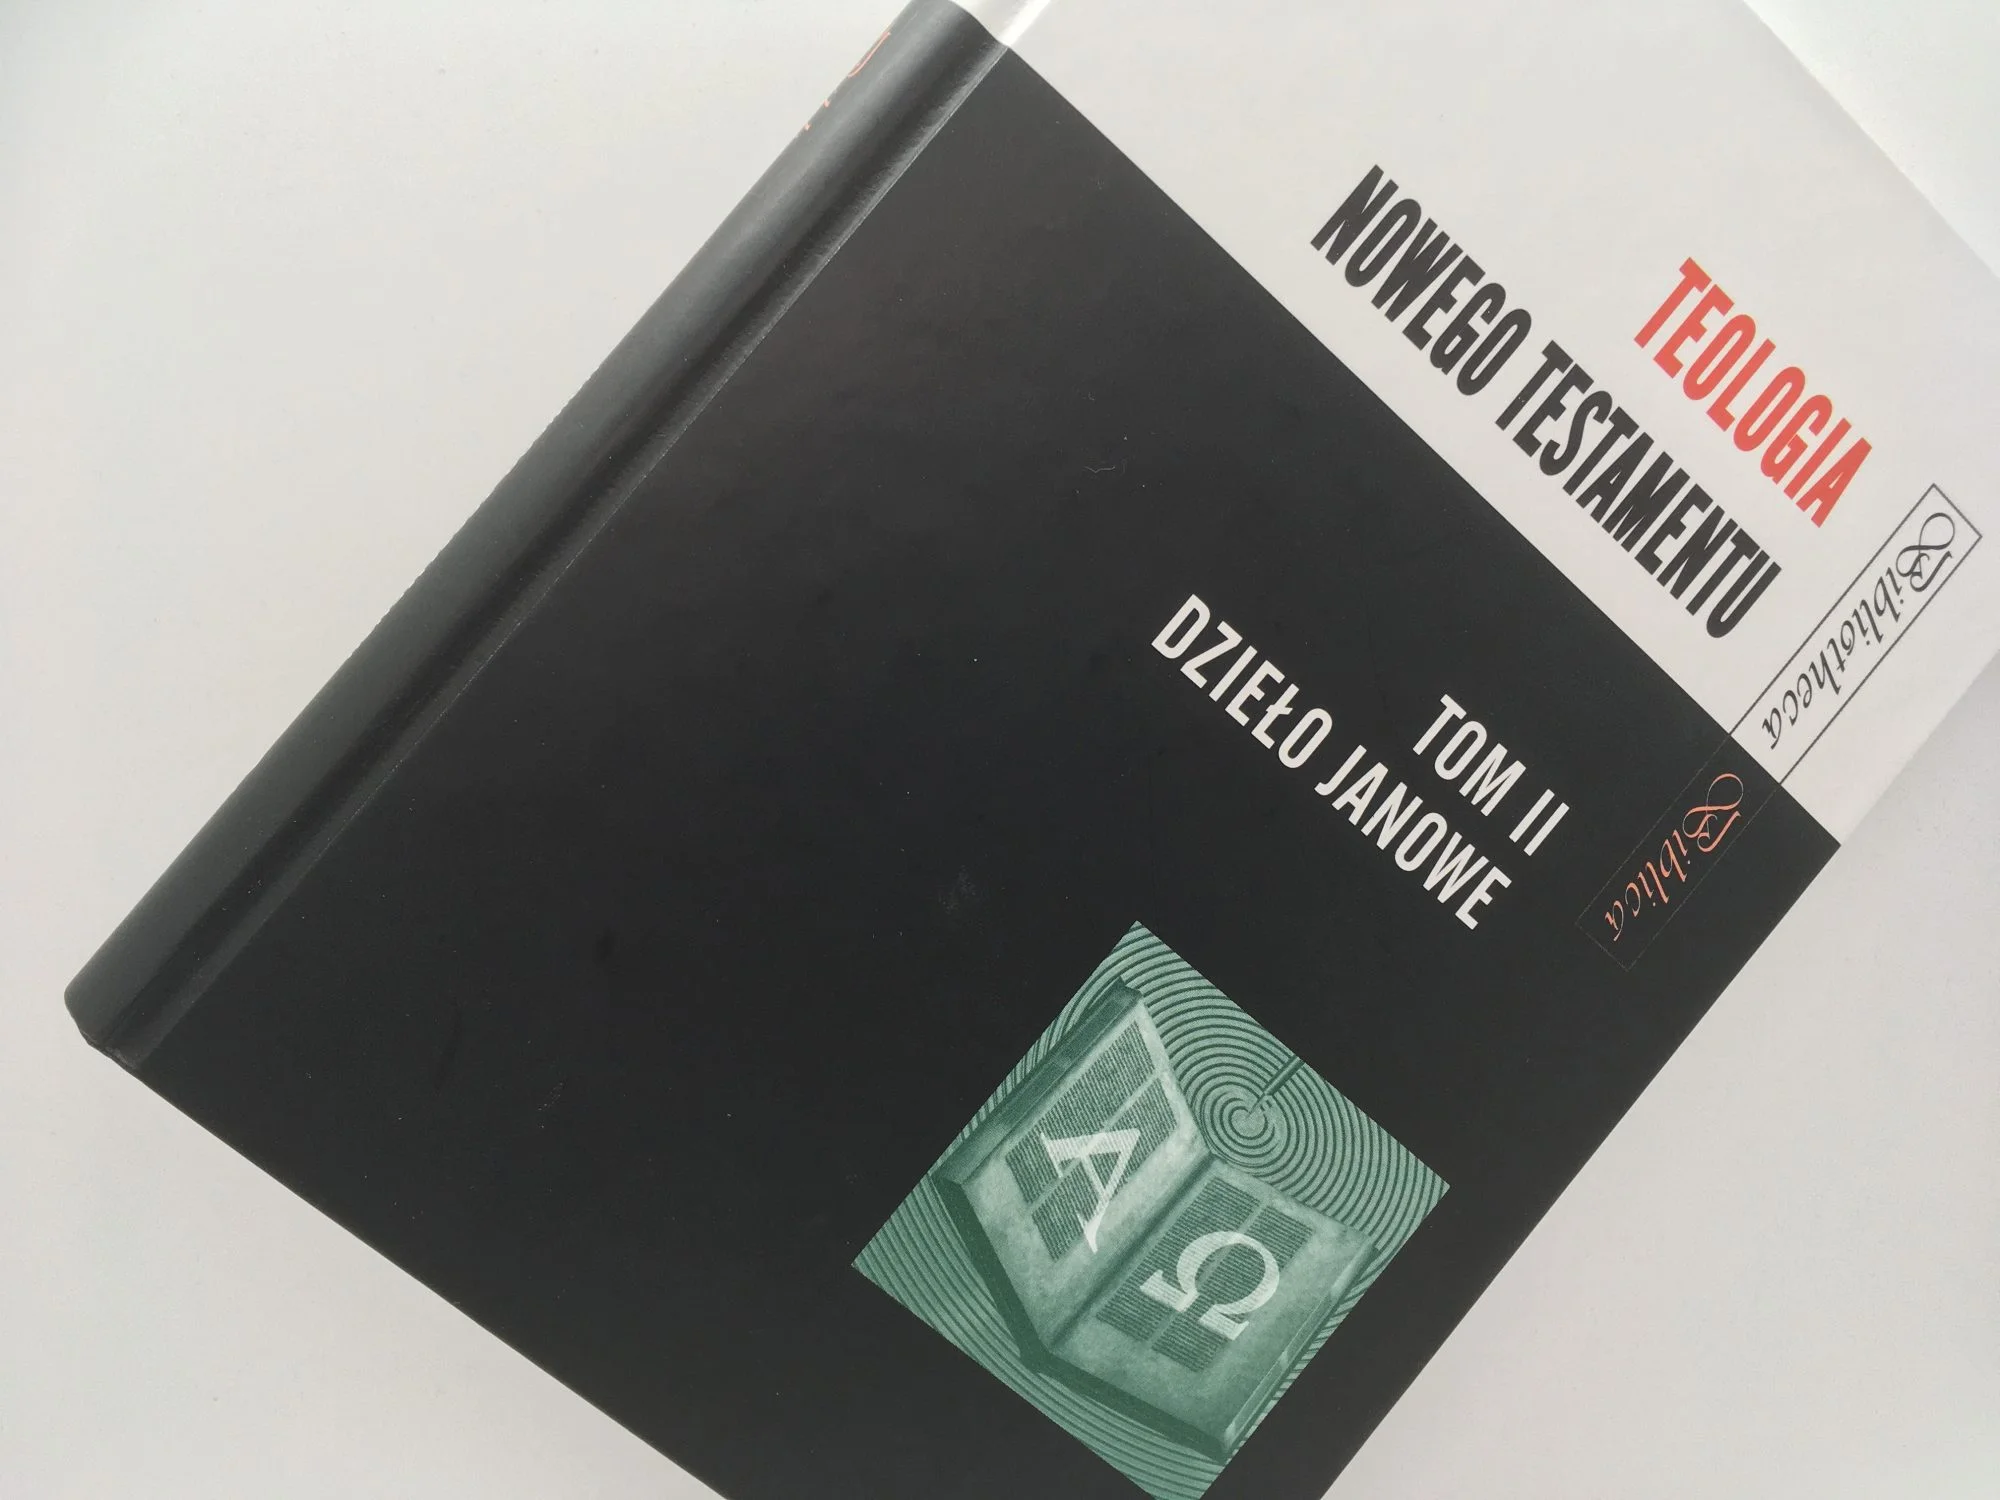 Bibliotheca
Biblica
TEOLOGIA
NOWEGO TESTAMENTU
TOM II
DZIEŁO JANOWE
Α
Ω